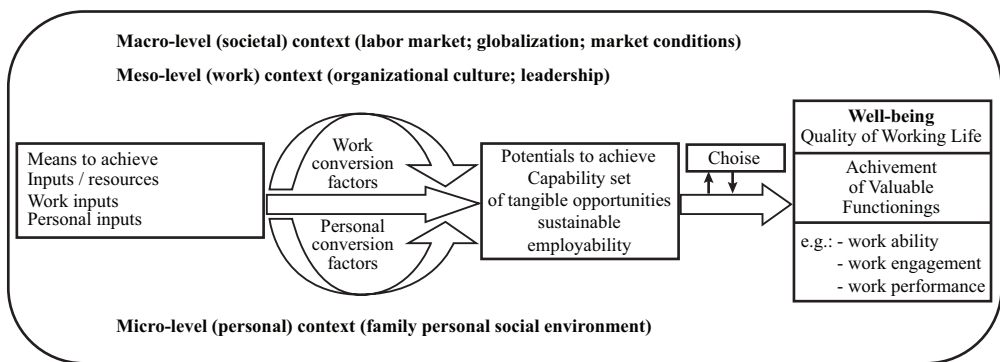 Macro-level (societal) context (labor market; globalization; market conditions)
Meso-level (work) context (organizational culture; leadership)
Means to achieve
Inputs / resources
Work inputs
Personal inputs
Work
conversion
factors
Personal
conversion
factors
Potentials to achieve
Capability set
of tangible opportunities
sustainable
employability
Choise
Well-being
Quality of Working Life
Achivement
of Valuable
Functionings
e.g.: - work ability
- work engagement
- work performance
Micro-level (personal) context (family personal social environment)